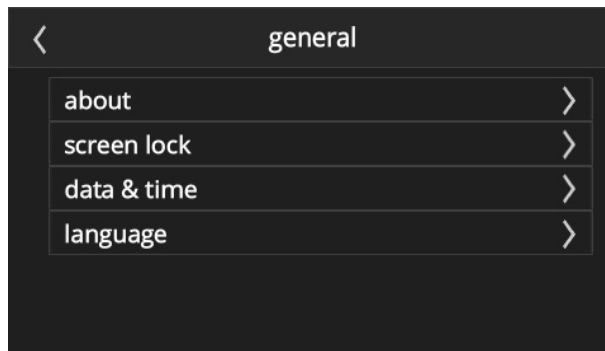 general
about
screen lock
data & time
language